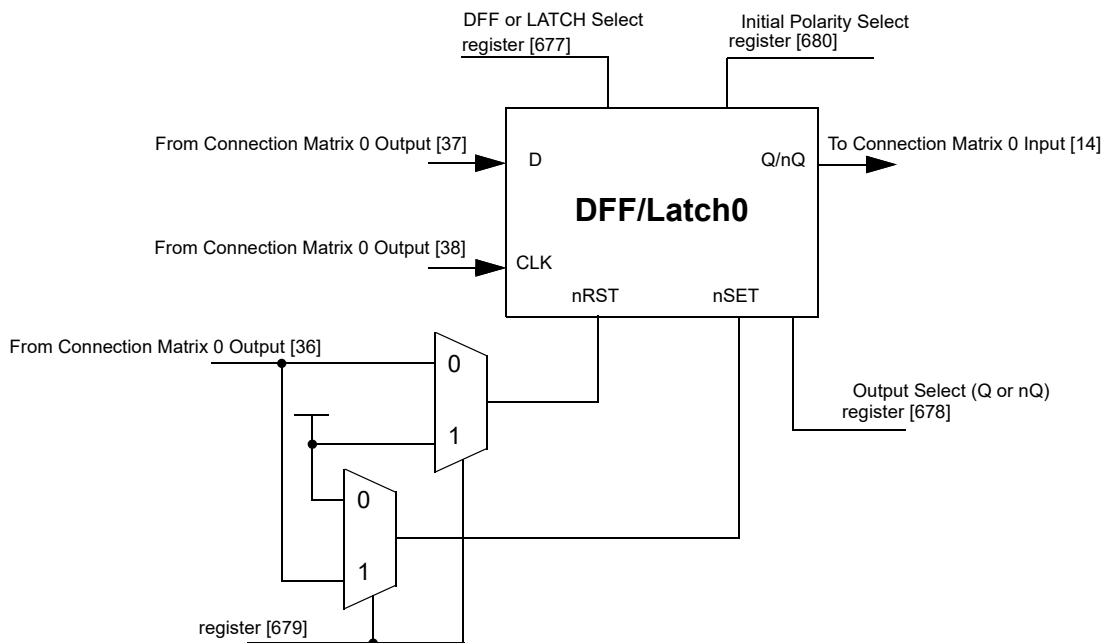 DFF or LATCH Select
register [677]
Initial Polarity Select
register [680]
From Connection Matrix 0 Output [37]
D
Q/nQ
To Connection Matrix 0 Input [14]
DFF/Latch0
From Connection Matrix 0 Output [38]
CLK
nRST
nSET
From Connection Matrix 0 Output [36]
0
1
Output Select (Q or nQ)
register [678]
0
1
register [679]